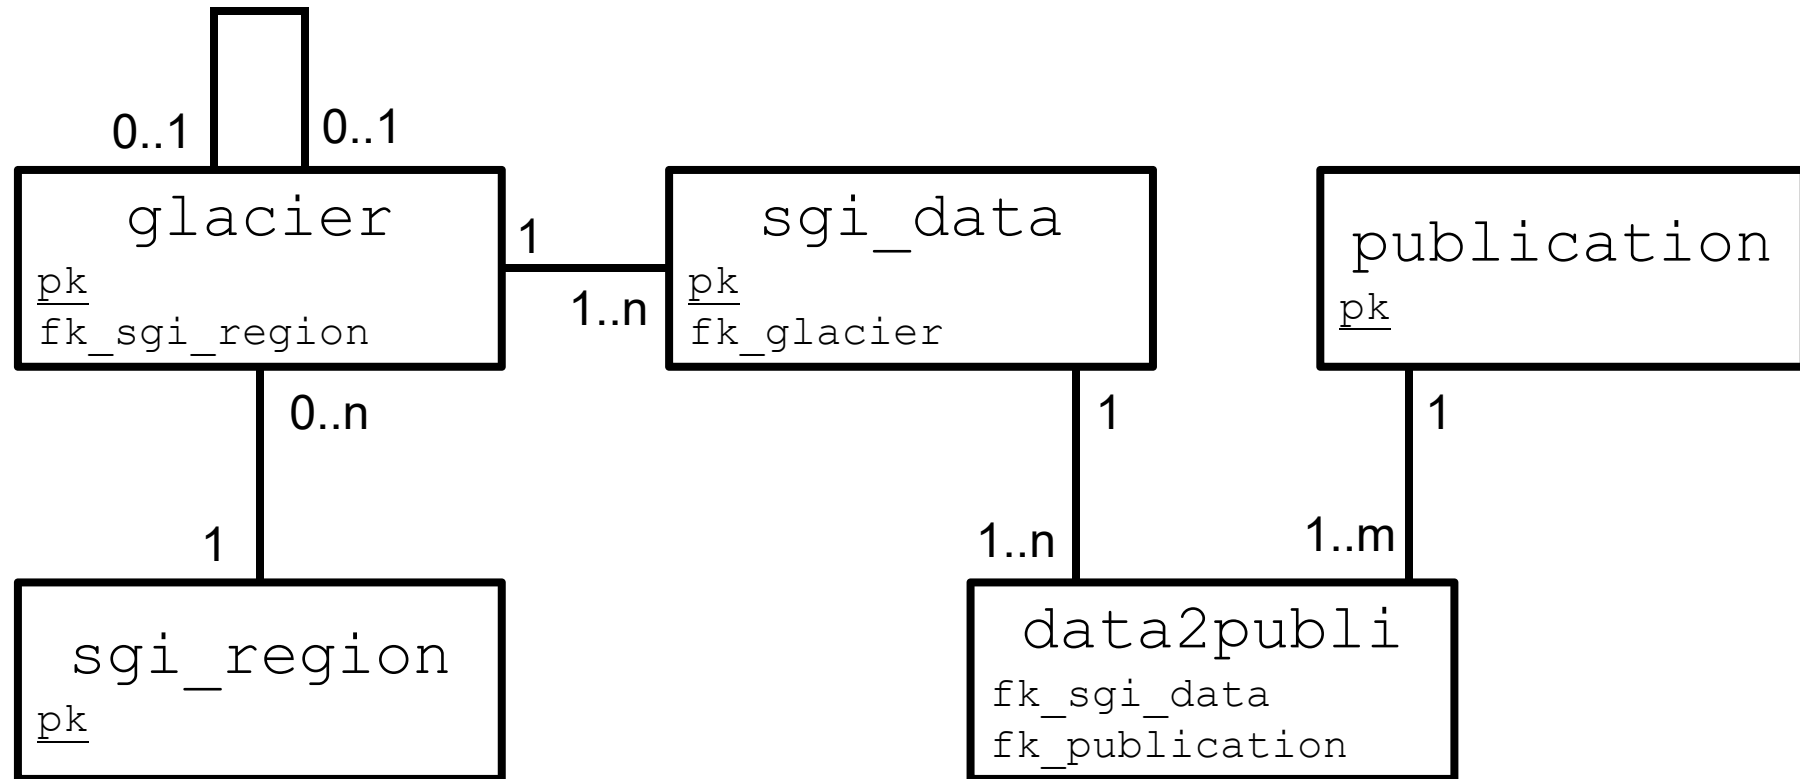 0..1
0..1
glacier
pk
fk_sgi_region
1
1..n
sgi_data
pk
fk_glacier
publication
pk
0..n
1
sgi_region
pk
1
1..n
1
1..m
data2publi
fk_sgi_data
fk_publication